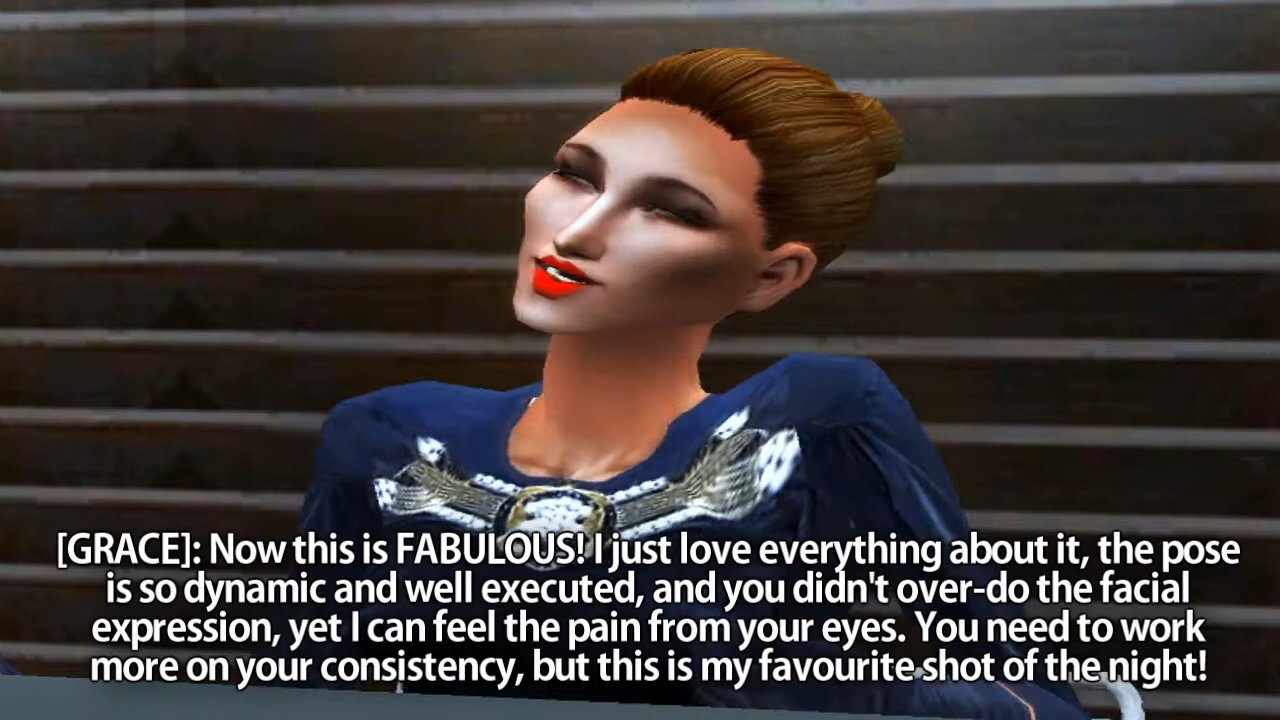 [GRACE]: Now this is FABULOUS! I just love everything about it, the pose
is so dynamic and well executed, and you didn't over-do the facial
expression, yet I can feel the pain from your eyes. You need to work
more on your consistency, but this is my favourite shot of the night!